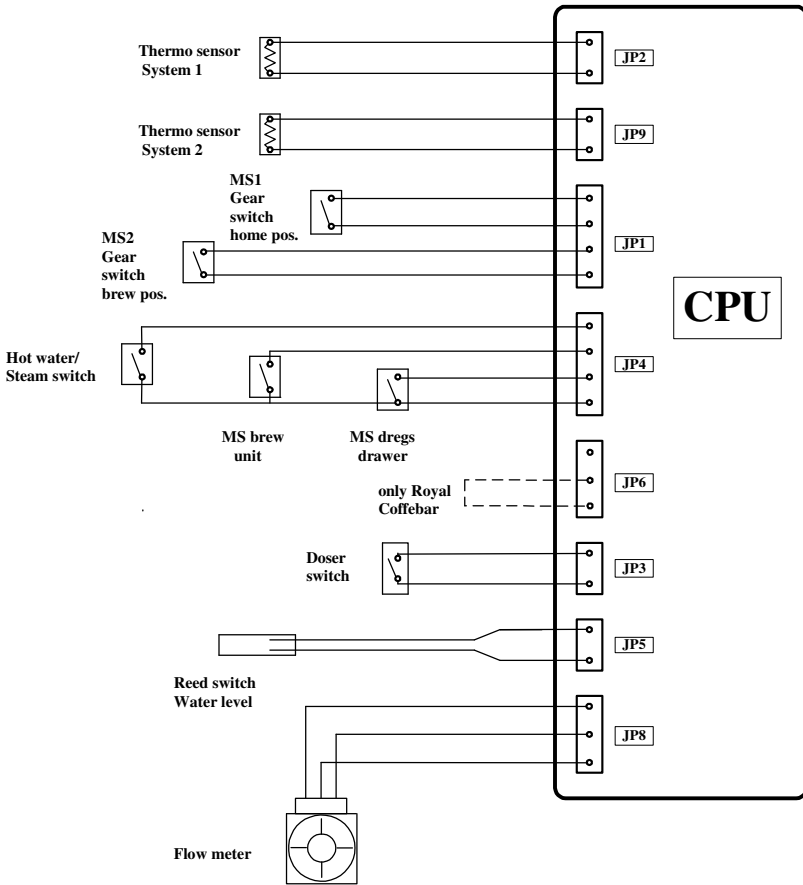 Thermo sensor
System 1
JP2
Thermo sensor
System 2
JP9
MS1
Gear
switch
home pos.
MS2
Gear
switch
brew pos.
JP1
CPU
Hot water/
Steam switch
JP4
MS brew
unit
MS dregs
drawer
only Royal
Coffebar
JP6
Doser
switch
JP3
Reed switch
Water level
JP5
JP8
Flow meter